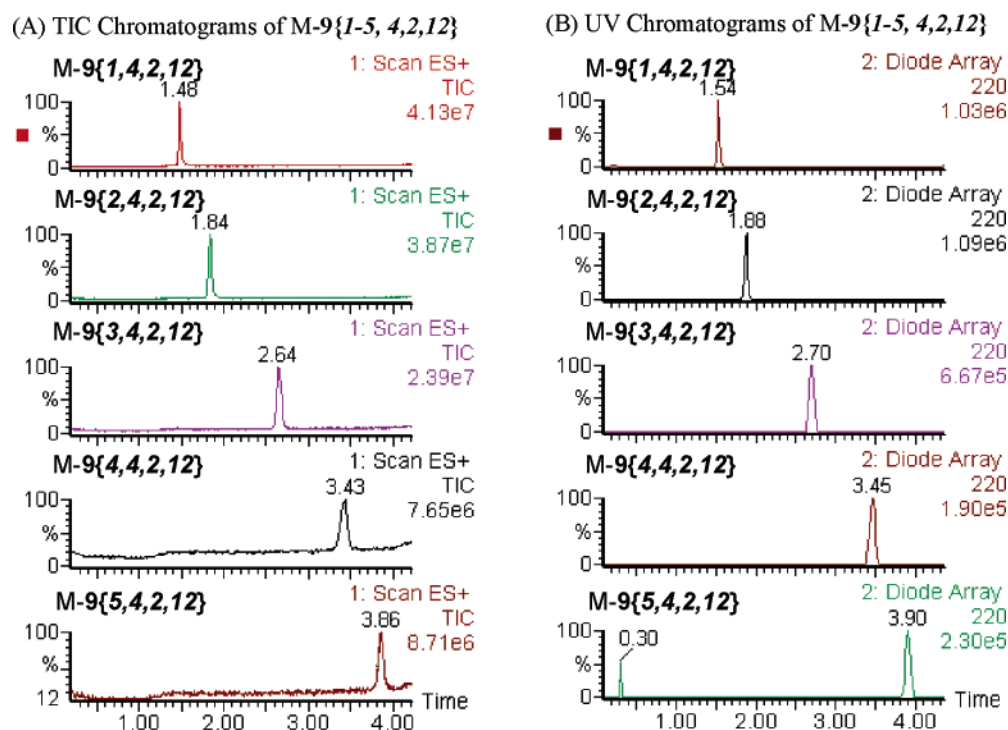 (A) TIC Chromatograms of M-9{1-5, 4,2,12}
M-9{1,4,2,12}
1: Scan ES+
TIC
4.13e7
1.48
100
%
0
M-9{2,4,2,12}
1: Scan ES+
TIC
3.87e7
1.84
100
%
0
M-9{3,4,2,12}
1: Scan ES+
TIC
2.39e7
2.64
100
%
0
M-9{4,4,2,12}
1: Scan ES+
TIC
7.65e6
3.43
100
%
0
M-9{5,4,2,12}
1: Scan ES+
TIC
8.71e6
3.86
100
%
12
Time
1.00 2.00 3.00 4.00
(B) UV Chromatograms of M-9{1-5, 4,2,12}
M-9{1,4,2,12}
2: Diode Array
220
1.03e6
1.54
100
%
0
M-9{2,4,2,12}
2: Diode Array
220
1.09e6
1.88
100
%
0
M-9{3,4,2,12}
2: Diode Array
220
6.67e5
2.70
100
%
0
M-9{4,4,2,12}
2: Diode Array
220
1.90e5
3.45
100
%
0
M-9{5,4,2,12}
2: Diode Array
220
2.30e5
0.30
3.90
100
%
0
Time
1.00 2.00 3.00 4.00